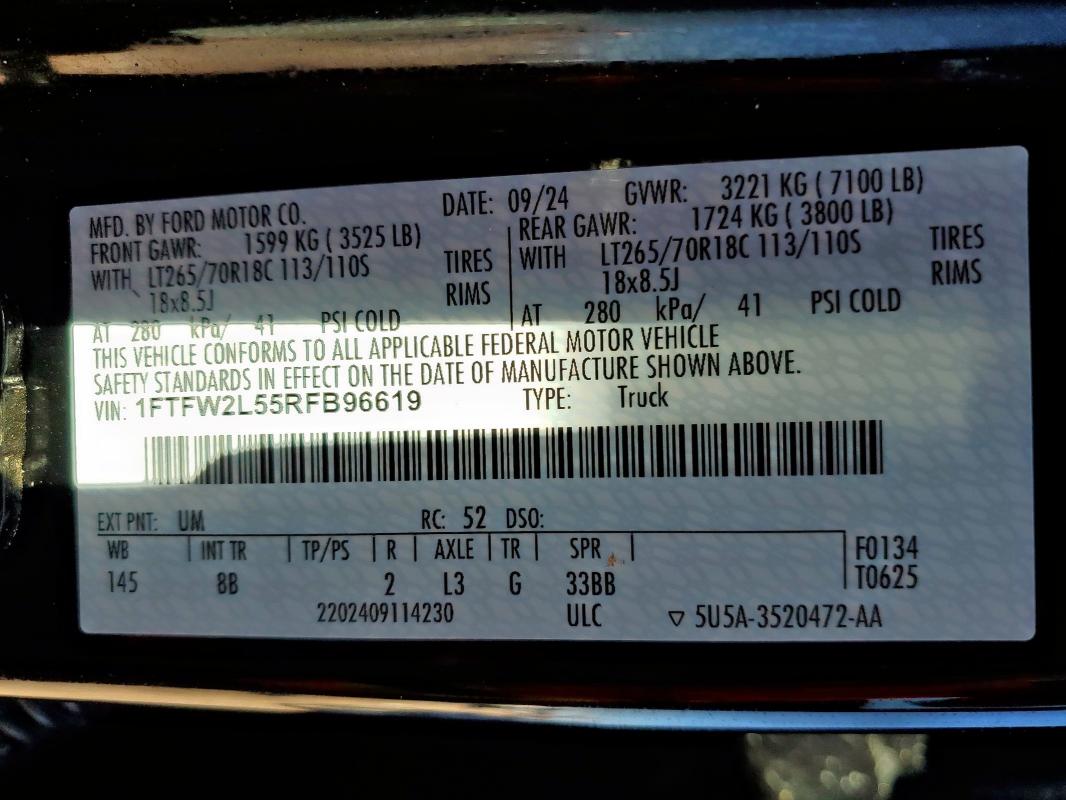 MFD. BY FORD MOTOR CO. DATE: 09/24 GVWR: 3221 KG ( 7100 LB)
FRONT GAWR: 1599 KG ( 3525 LB) REAR GAWR: 1724 KG ( 3800 LB)
WITH LT265/70R18C 113/110S TIRES WITH LT265/70R18C 113/110S TIRES
18x8.5J RIMS 18x8.5J RIMS
AT 280 kPa/ 41 PSI COLD AT 280 kPa/ 41 PSI COLD
THIS VEHICLE CONFORMS TO ALL APPLICABLE FEDERAL MOTOR VEHICLE
SAFETY STANDARDS IN EFFECT ON THE DATE OF MANUFACTURE SHOWN ABOVE.
VIN: 1FTFW2L55RFB96619 TYPE: Truck
EXT PNT: UM RC: 52 DSO:
WB INT TR TP/PS R AXLE TR SPR F0134
145 8B 2 L3 G 33BB T0625
2202409114230 ULC ▽ 5U5A-3520472-AA